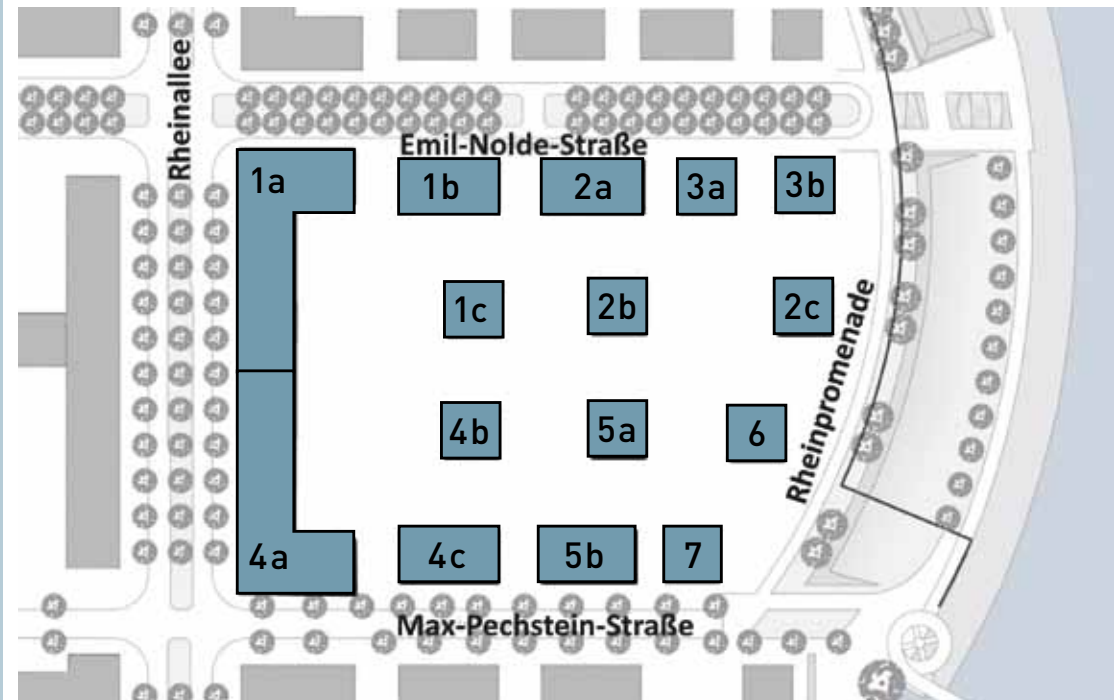 Rheinallee
Emil-Nolde-Straße
1a
1b
2a
3a
3b
1c
2b
2c
Rheinpromenade
4b
5a
6
4a
4c
5b
7
Max-Pechstein-Straße